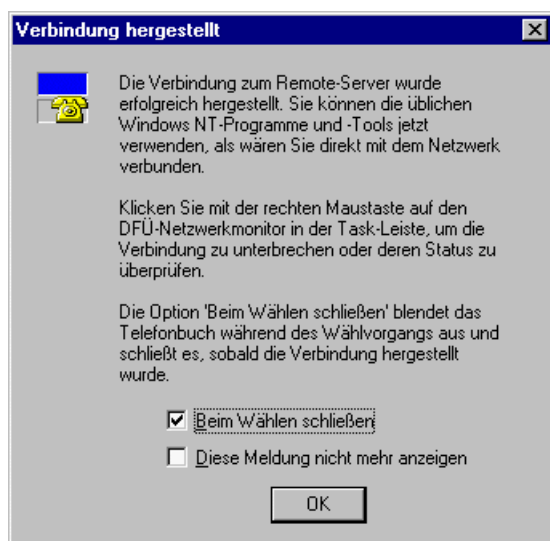 Verbindung hergestellt
Die Verbindung zum Remote-Server wurde
erfolgreich hergestellt. Sie können die üblichen
Windows NT-Programme und -Tools jetzt
verwenden, als wären Sie direkt mit dem Netzwerk
verbunden.
Klicken Sie mit der rechten Maustaste auf den
DFÜ-Netzwerkmonitor in der Task-Leiste, um die
Verbindung zu unterbrechen oder deren Status zu
überprüfen.
Die Option 'Beim Wählen schließen' blendet das
Telefonbuch während des Wählvorgangs aus und
schließt es, sobald die Verbindung hergestellt
wurde.
Beim Wählen schließen
Diese Meldung nicht mehr anzeigen
OK